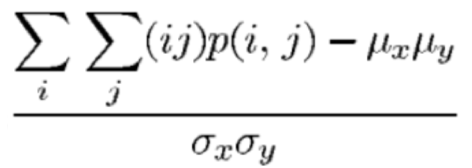 ∑_i ∑_j (ij)p(i, j) − μ_x μ_y
σ_x σ_y